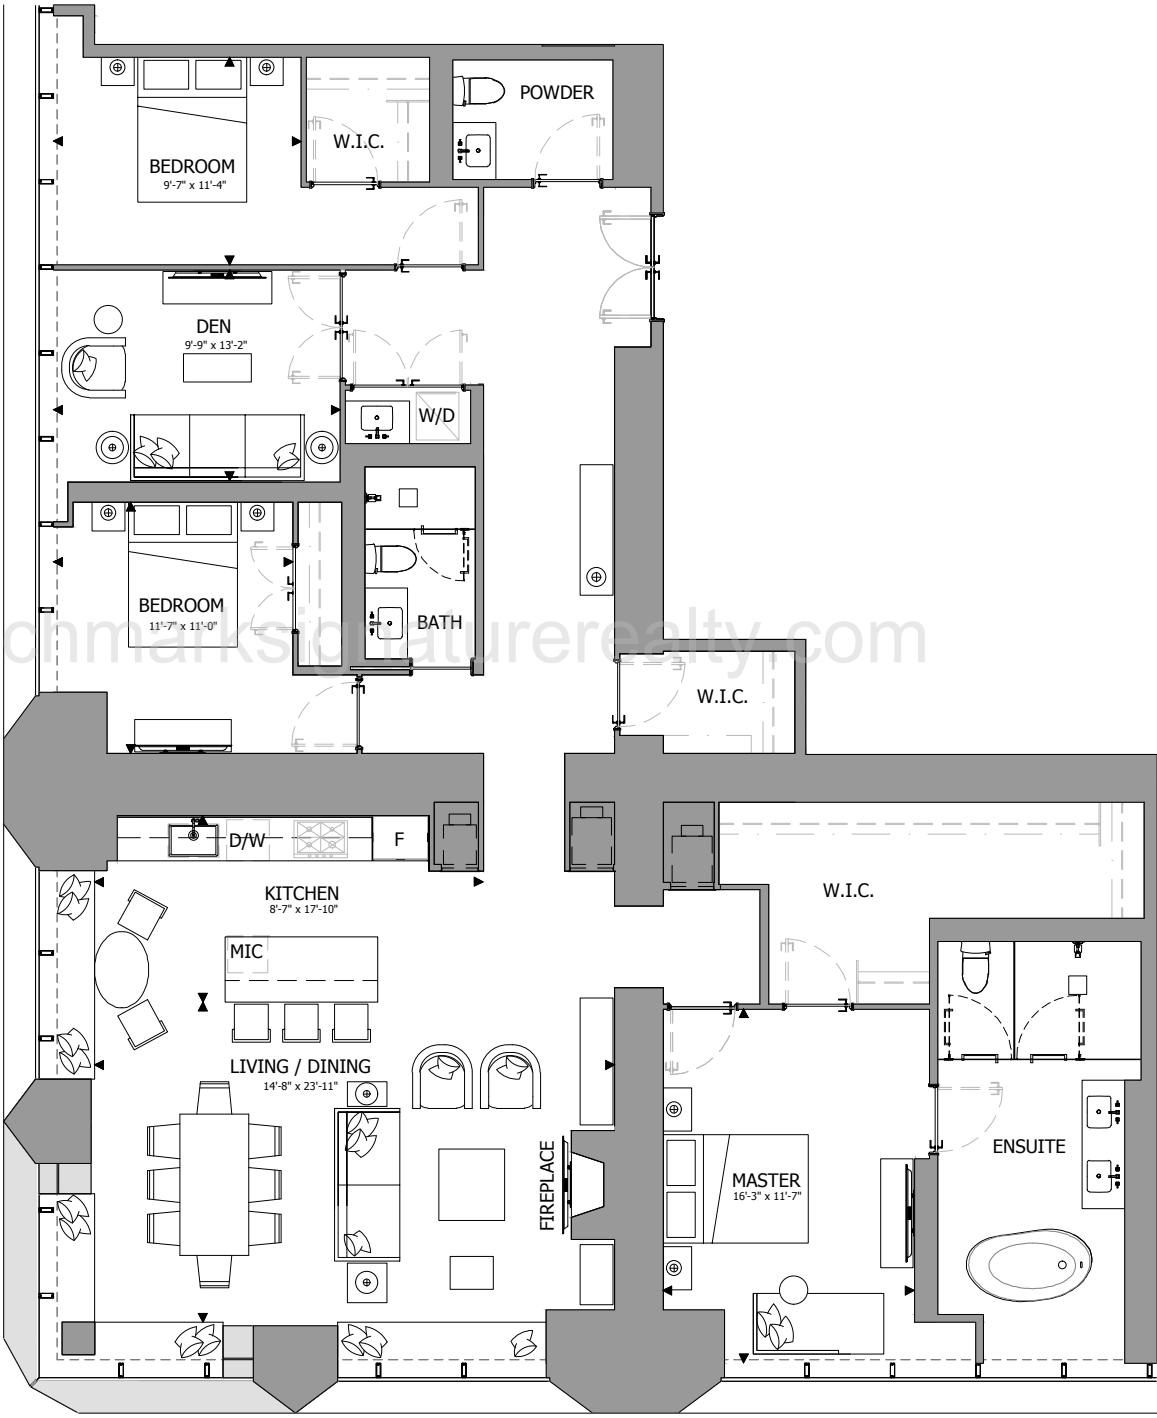 POWDER
W.I.C.
BEDROOM
9'-7" x 11'-4"
DEN
9'-9" x 13'-2"
W/D
BEDROOM
11'-7" x 11'-0"
BATH
chmarksignaturerealty.com
W.I.C.
D/W
F
KITCHEN
8'-7" x 17'-10"
W.I.C.
MIC
LIVING / DINING
14'-8" x 23'-11"
FIREPLACE
MASTER
16'-3" x 11'-7"
ENSUITE